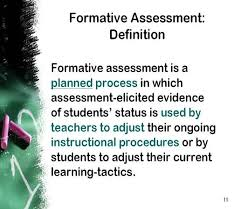 Formative Assessment:
Definition
Formative assessment is a
planned process in which
assessment-elicited evidence
of students' status is used by
teachers to adjust their ongoing
instructional procedures or by
students to adjust their current
learning-tactics.
11